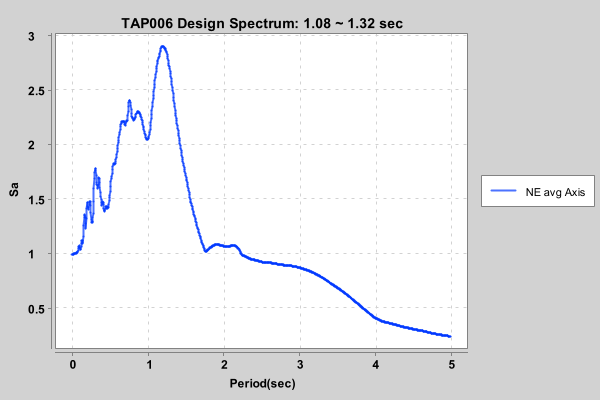 TAP006 Design Spectrum: 1.08 ~ 1.32 sec
3
2.5
2
1.5
1
0.5
Sa
0 1 2 3 4 5
Period(sec)
NE avg Axis